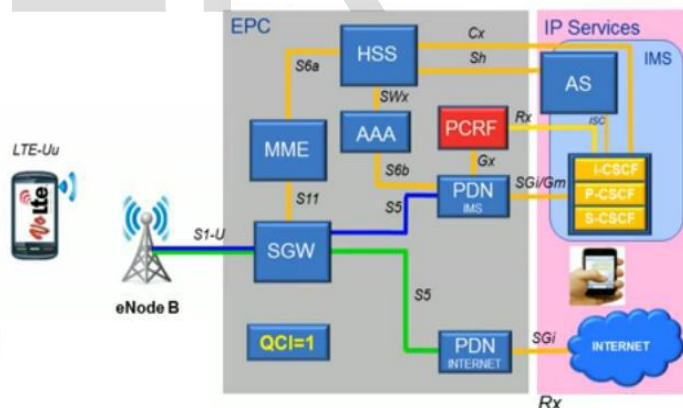 EPC
IP Services
Cx
HSS
Sh
IMS
S6a
AS
SWx
LTE-Uu
AAA
PCRF
Rx
ISC
MME
Gx
I-CSCF
VoLTE
S6b
PDN
IMS
SGi/Gm
P-CSCF
S11
S5
S-CSCF
S1-U
SGW
eNode B
S5
QCI=1
PDN
INTERNET
SGi
INTERNET
Rx